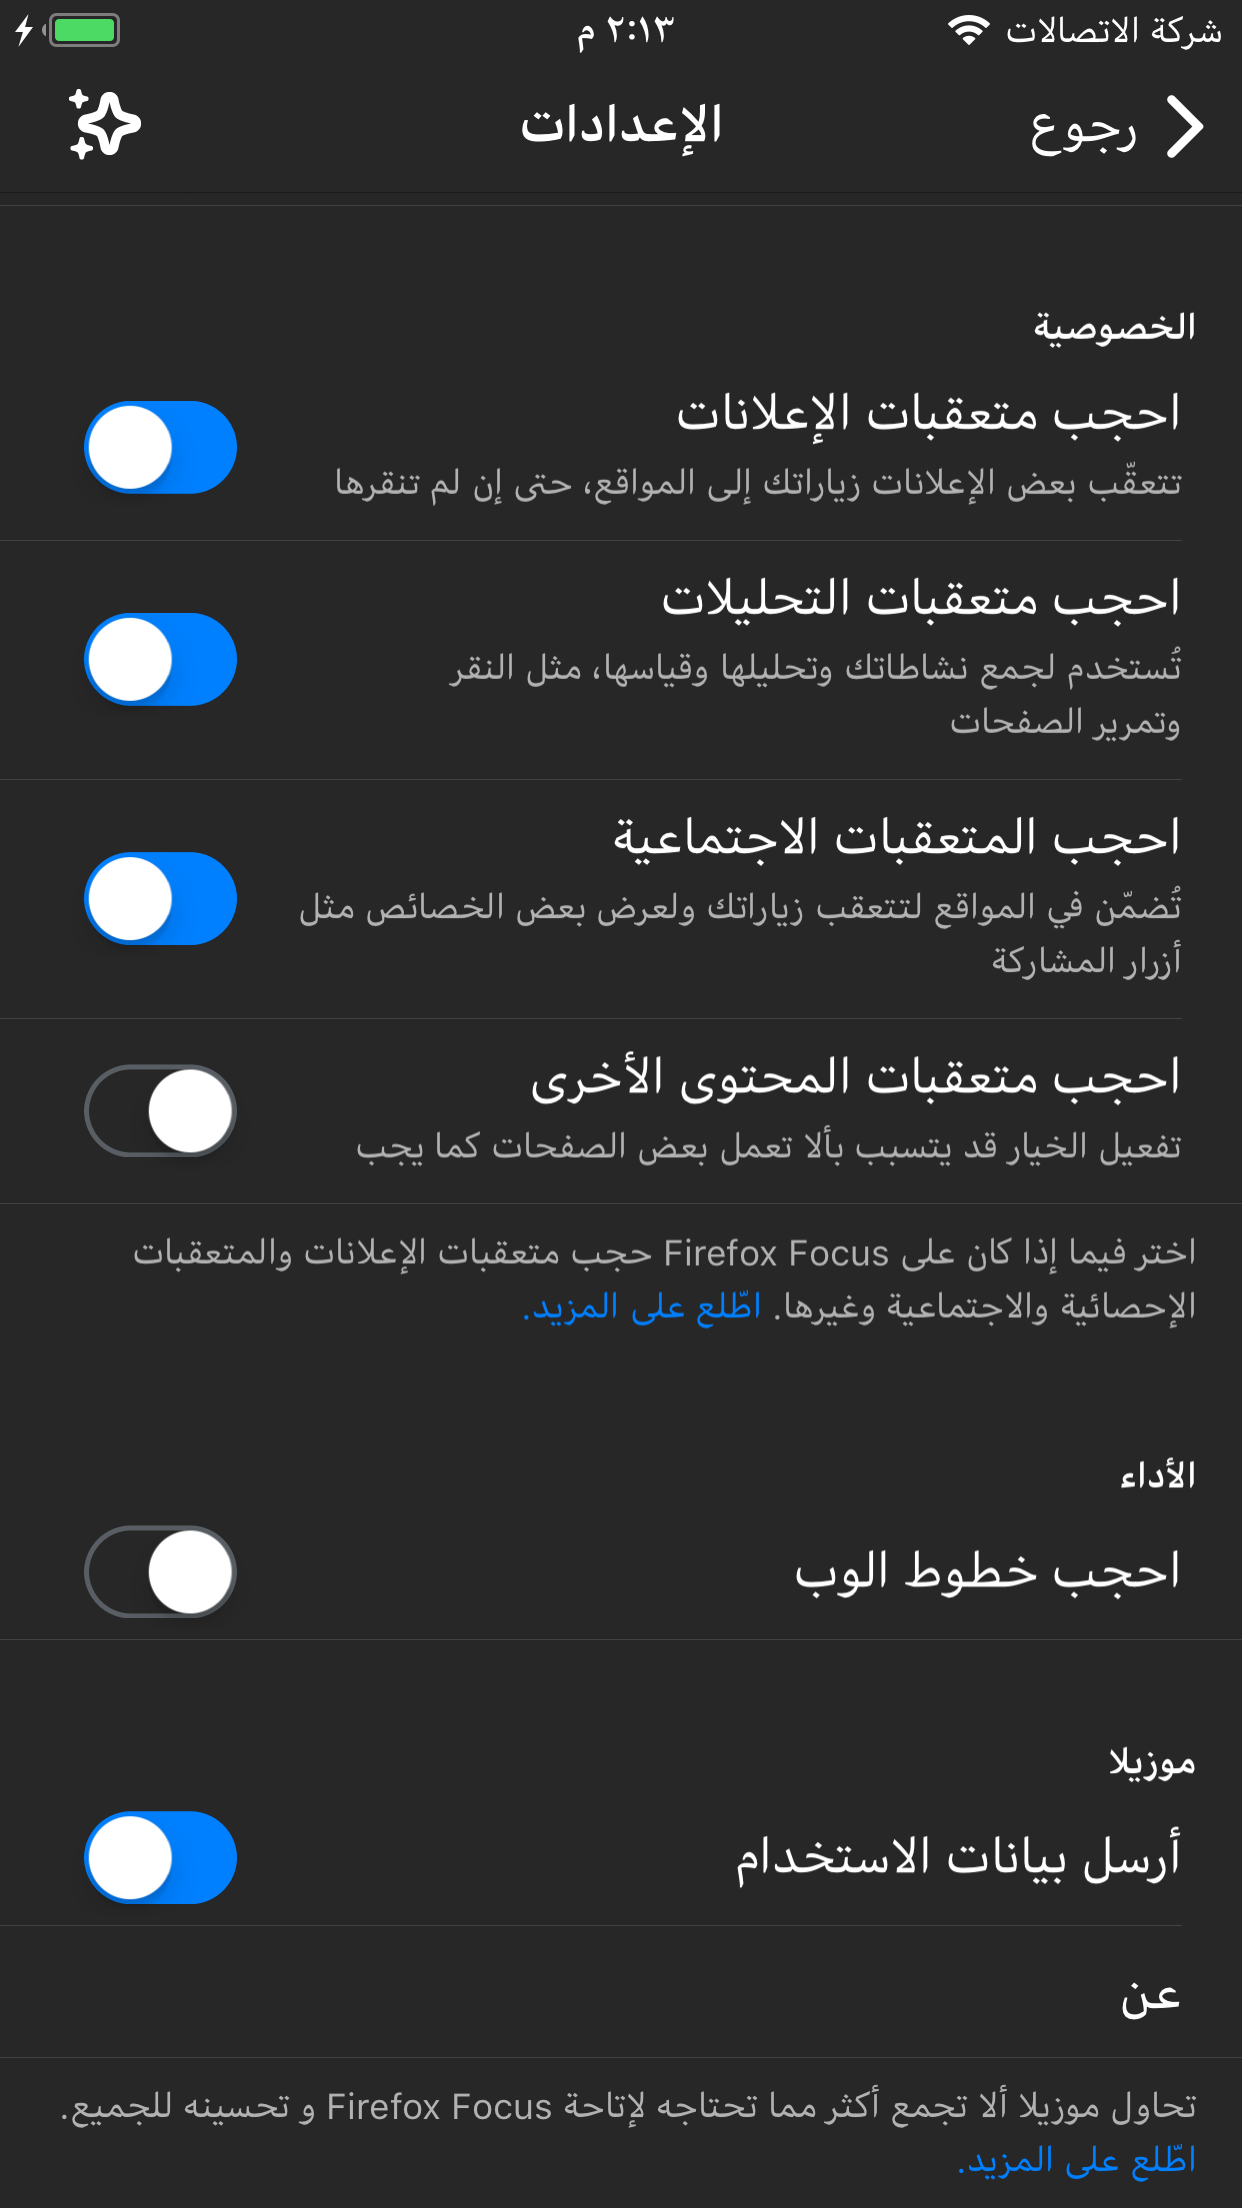 شركة الاتصالات ٢:١٣ م
رجوع الإعدادات
الخصوصية
احجب متعقبات الإعلانات
تتعقّب بعض الإعلانات زياراتك إلى المواقع، حتى إن لم تنقرها
احجب متعقبات التحليلات
تُستخدم لجمع نشاطاتك وتحليلها وقياسها، مثل النقر
وتمرير الصفحات
احجب المتعقبات الاجتماعية
تُضمّن في المواقع لتتعقب زياراتك ولعرض بعض الخصائص مثل
أزرار المشاركة
احجب متعقبات المحتوى الأخرى
تفعيل الخيار قد يتسبب بألا تعمل بعض الصفحات كما يجب
اختر فيما إذا كان على Firefox Focus حجب متعقبات الإعلانات والمتعقبات
الإحصائية والاجتماعية وغيرها. اطّلع على المزيد.
الأداء
احجب خطوط الوب
موزيلا
أرسل بيانات الاستخدام
عن
تحاول موزيلا ألا تجمع أكثر مما تحتاجه لإتاحة Firefox Focus و تحسينه للجميع.
اطّلع على المزيد.